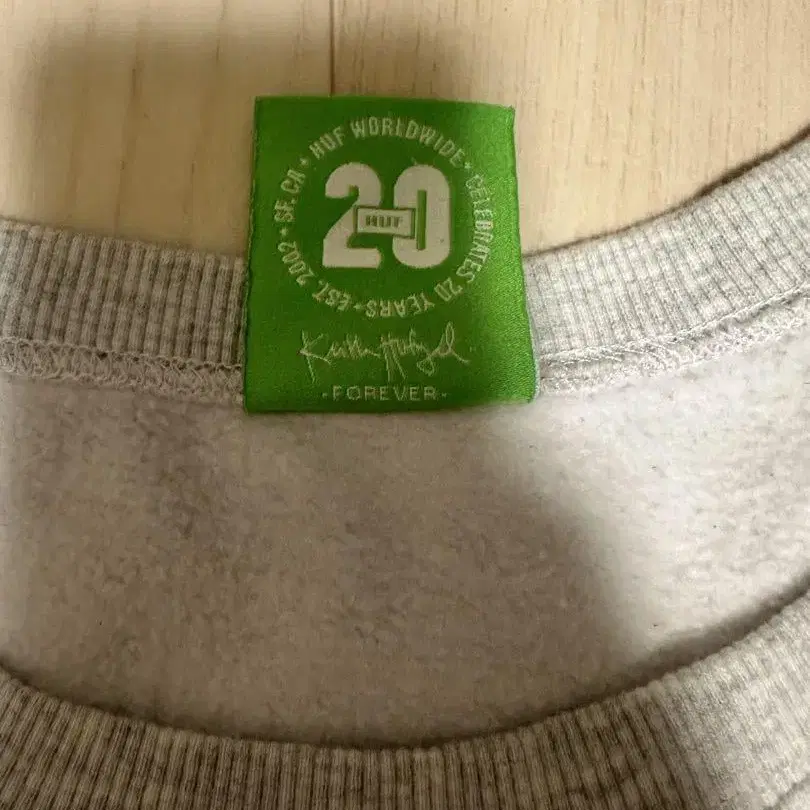 HUF WORLDWIDE • CELEBRATES 20 YEARS • EST. 2002 • SF, CA •
20
HUF
Keith Hufnagel
- FOREVER -